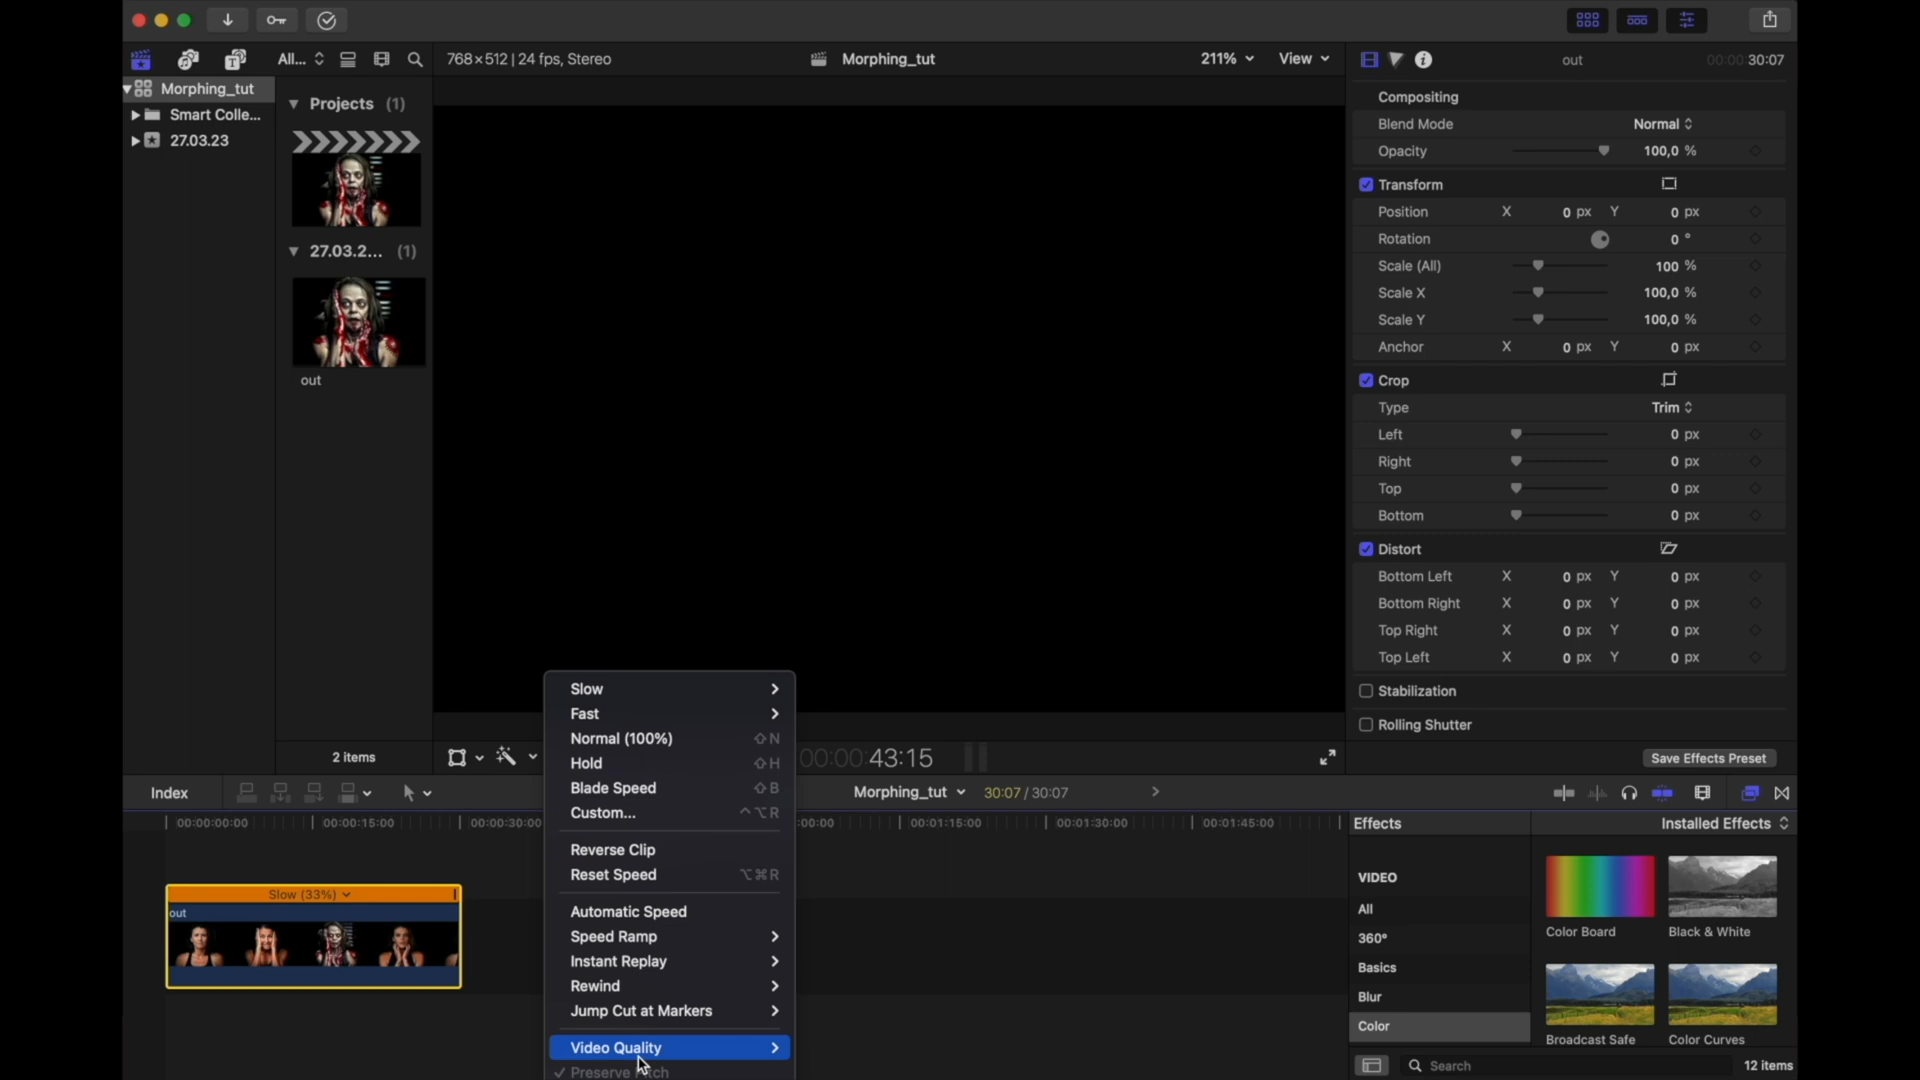 All...
768×512 | 24 fps, Stereo
Morphing_tut
211%
View
out
00:00:30:07
Morphing_tut
Smart Colle...
27.03.23
Projects (1)
27.03.2... (1)
out
2 items
Compositing
Blend Mode Normal
Opacity 100,0 %
Transform
Position X 0 px Y 0 px
Rotation 0 °
Scale (All) 100 %
Scale X 100,0 %
Scale Y 100,0 %
Anchor X 0 px Y 0 px
Crop
Type Trim
Left 0 px
Right 0 px
Top 0 px
Bottom 0 px
Distort
Bottom Left X 0 px Y 0 px
Bottom Right X 0 px Y 0 px
Top Right X 0 px Y 0 px
Top Left X 0 px Y 0 px
Stabilization
Rolling Shutter
Save Effects Preset
Slow
Fast
Normal (100%) ⇧N
Hold ⇧H
Blade Speed ⇧B
Custom... ^⌥R
Reverse Clip
Reset Speed ⌥⌘R
Automatic Speed
Speed Ramp
Instant Replay
Rewind
Jump Cut at Markers
Video Quality
00:00:43:15
Index
Morphing_tut
30:07 / 30:07
00:00:00:00 00:00:15:00 00:00:30:00 :00:00 00:01:15:00 00:01:30:00 00:01:45:00
Slow (33%)
out
Effects
Installed Effects
VIDEO
All
360°
Basics
Blur
Color
Color Board
Black & White
Broadcast Safe
Color Curves
Search
12 items